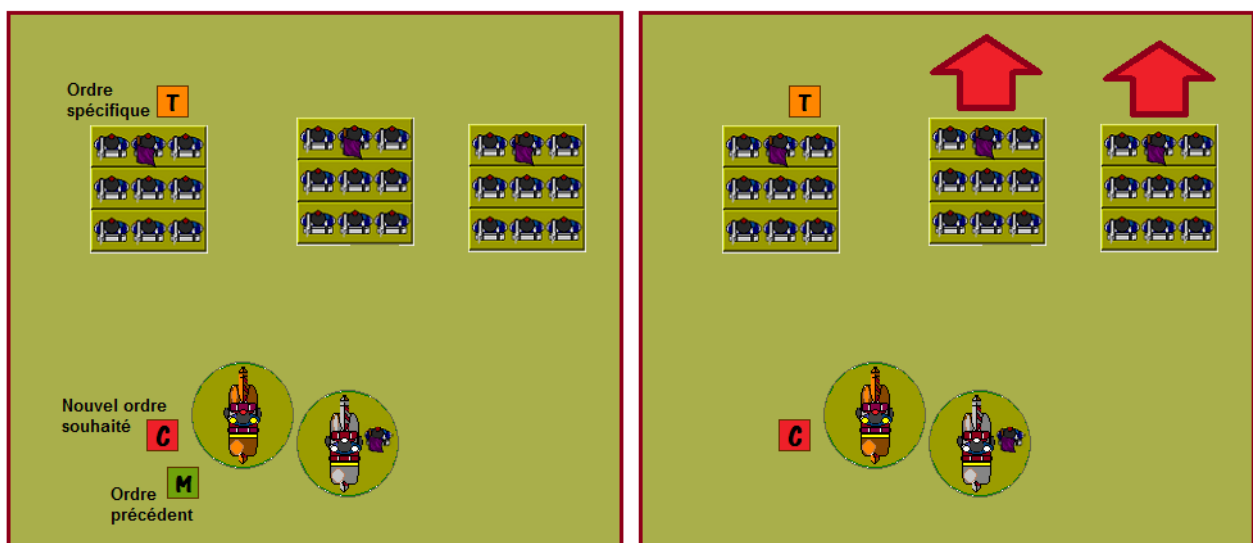 Ordre
spécifique T
Nouvel ordre
souhaité C
M
Ordre
précédent
T
C